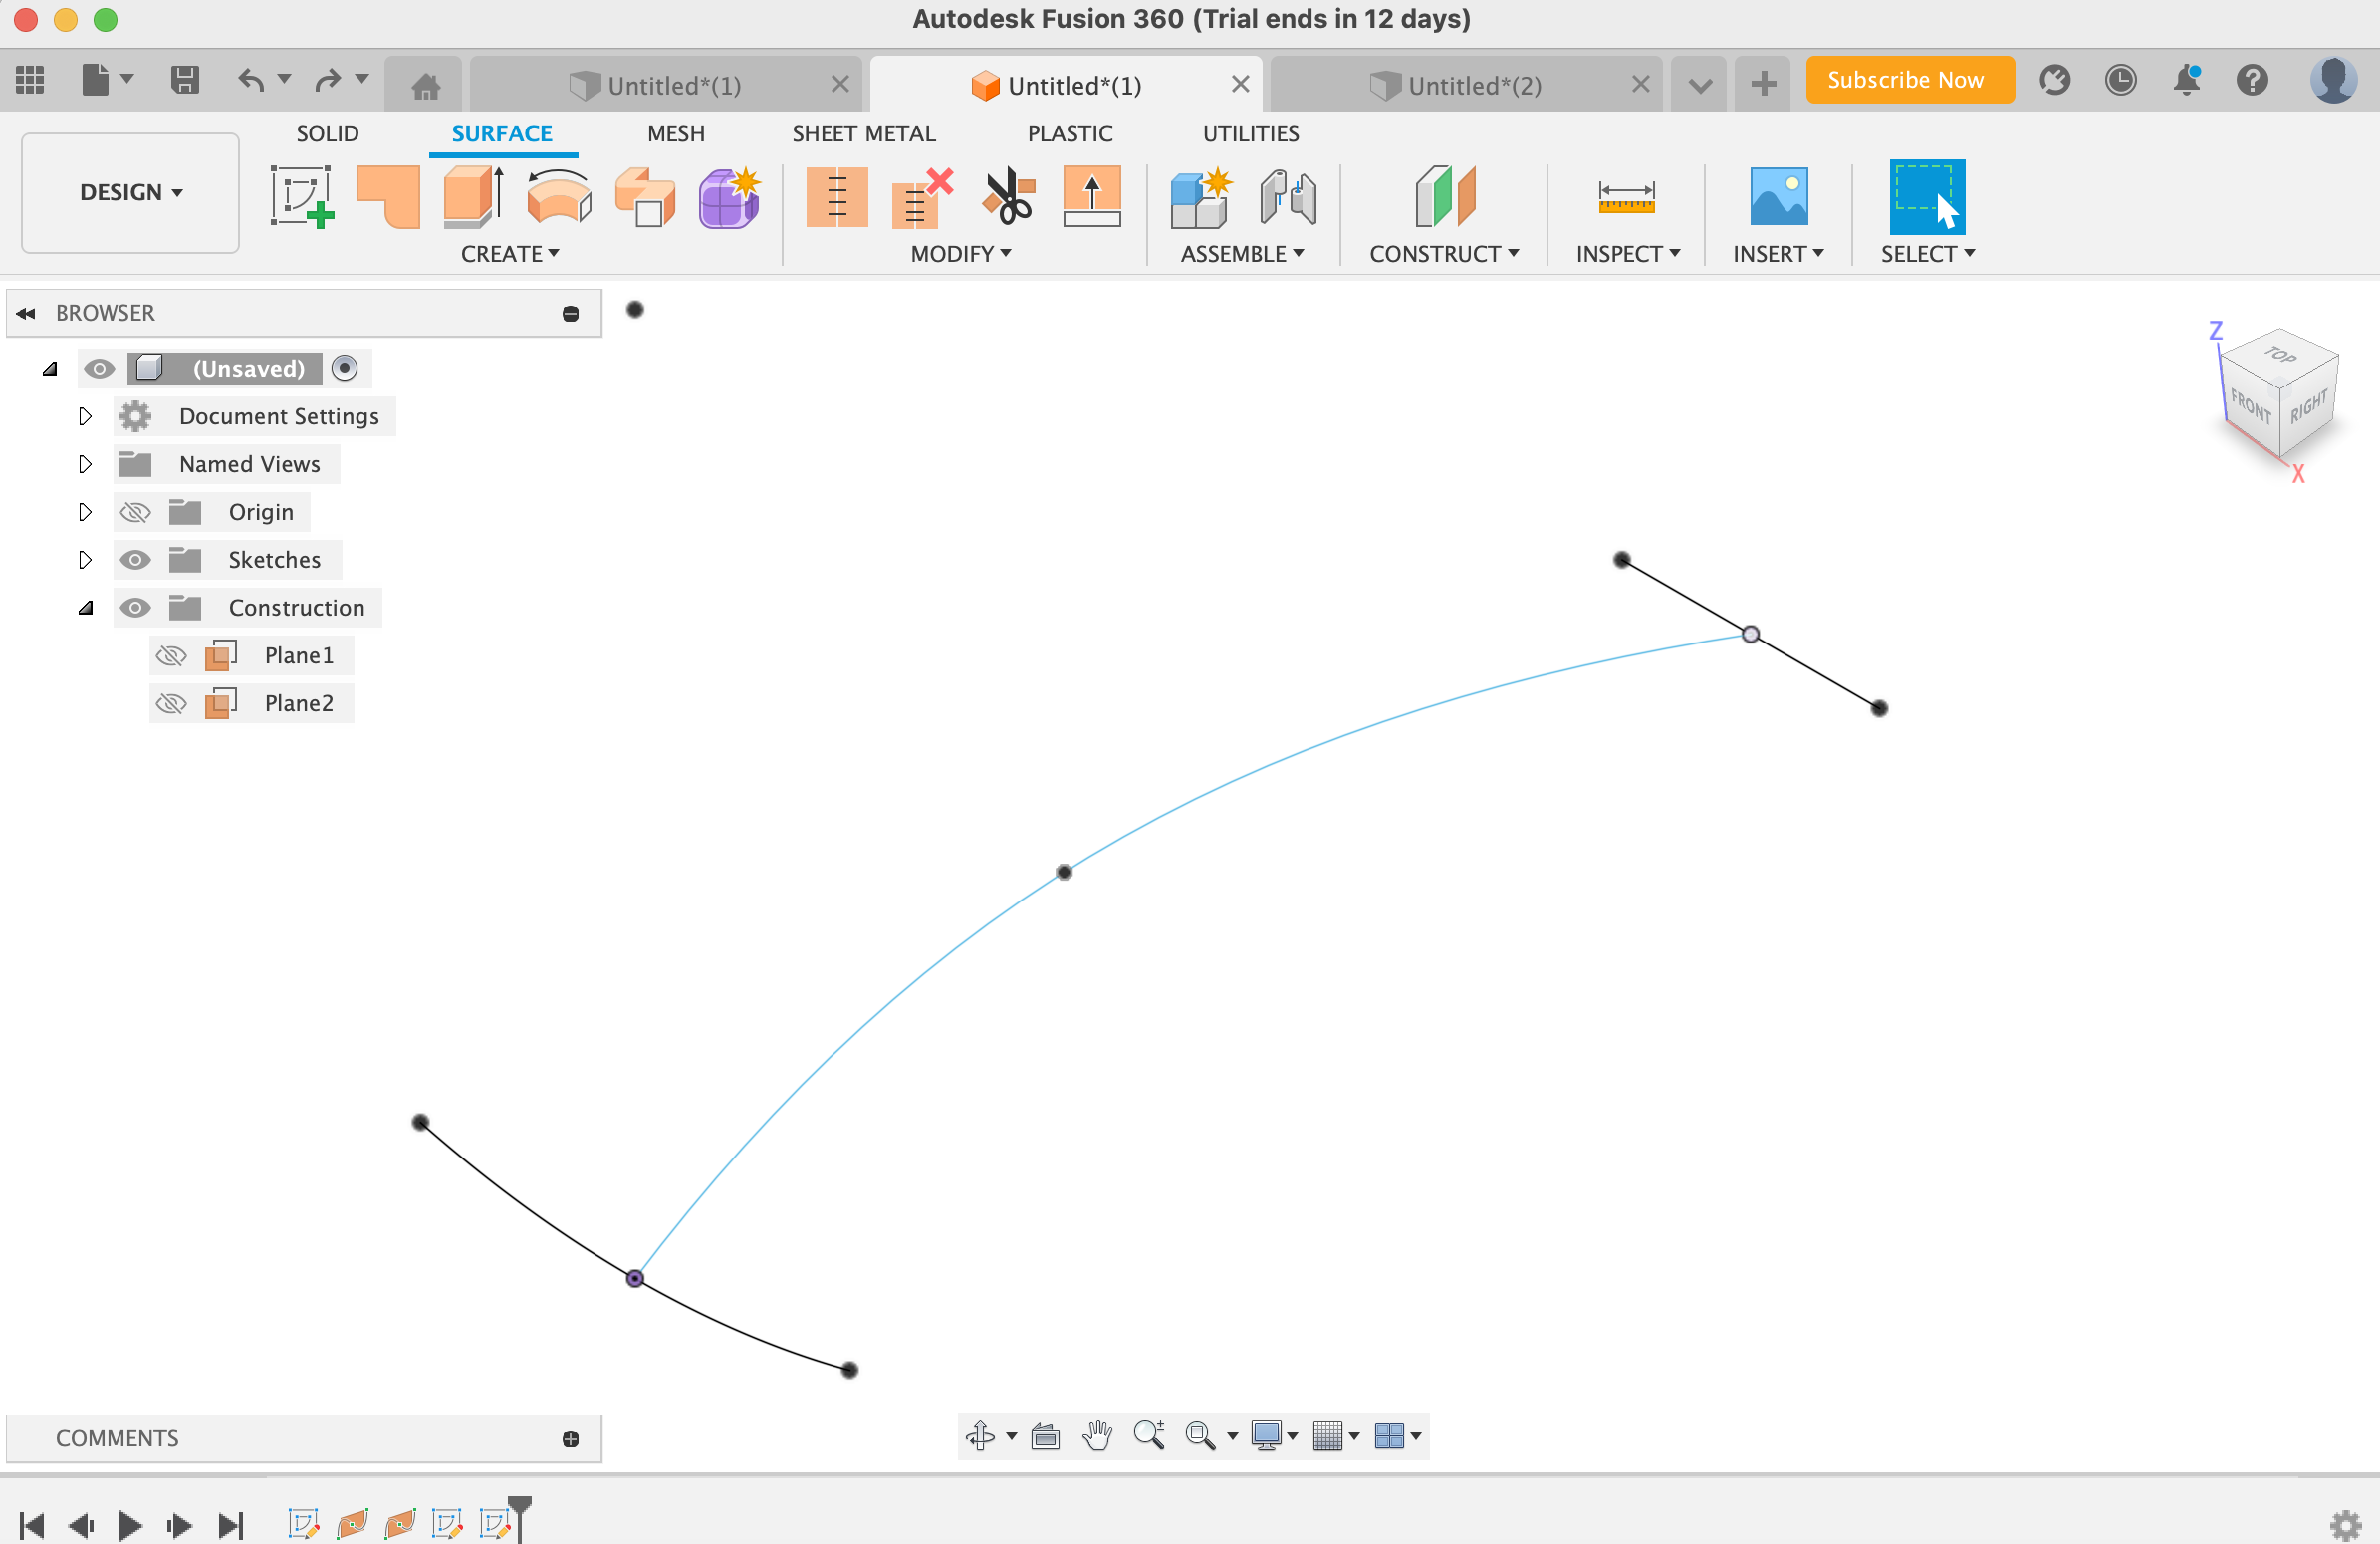 Autodesk Fusion 360 (Trial ends in 12 days)
Untitled*(1)
Untitled*(1)
Untitled*(2)
Subscribe Now
DESIGN
SOLID
SURFACE
MESH
SHEET METAL
PLASTIC
UTILITIES
CREATE
MODIFY
ASSEMBLE
CONSTRUCT
INSPECT
INSERT
SELECT
BROWSER
(Unsaved)
Document Settings
Named Views
Origin
Sketches
Construction
Plane1
Plane2
Z
TOP
FRONT
RIGHT
X
COMMENTS